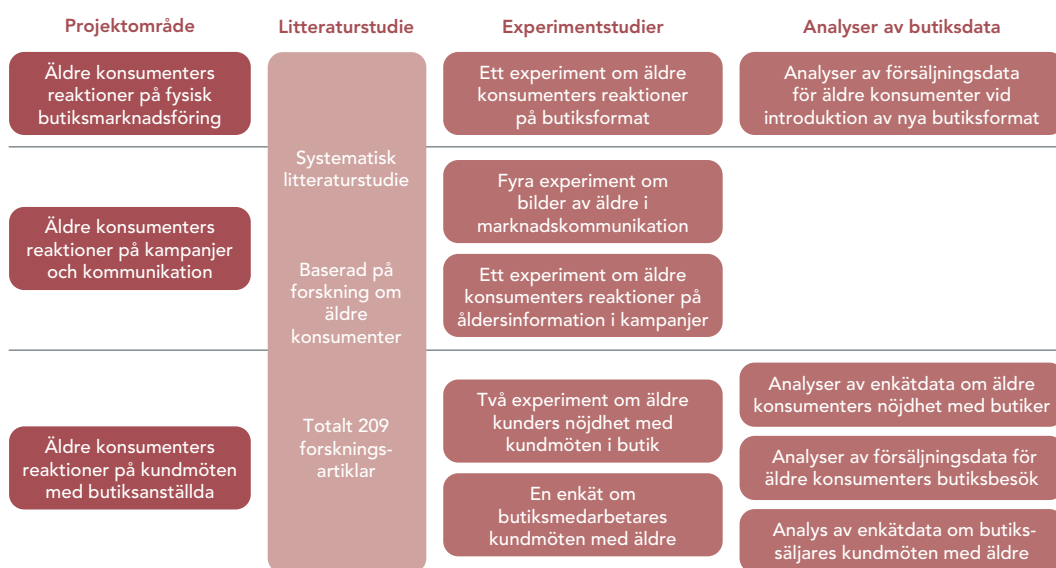 Projektområde
Litteraturstudie
Experimentstudier
Analyser av butiksdata
Äldre konsumenters
reaktioner på fysisk
butiksmarknadsföring
Ett experiment om äldre
konsumenters reaktioner
på butiksformat
Analyser av försäljningsdata
för äldre konsumenter vid
introduktion av nya butiksformat
Systematisk
litteraturstudie
Baserad på
forskning om
äldre
konsumenter
Totalt 209
forsknings-
artiklar
Äldre konsumenters
reaktioner på kampanjer
och kommunikation
Fyra experiment om
bilder av äldre i
marknadskommunikation
Ett experiment om äldre
konsumenters reaktioner på
åldersinformation i kampanjer
Äldre konsumenters
reaktioner på kundmöten
med butiksanställda
Två experiment om äldre
kunders nöjdhet med
kundmöten i butik
En enkät om
butiksmedarbetares
kundmöten med äldre
Analyser av enkätdata om äldre
konsumenters nöjdhet med butiker
Analyser av försäljningsdata för
äldre konsumenters butiksbesök
Analys av enkätdata om butiks-
säljares kundmöten med äldre